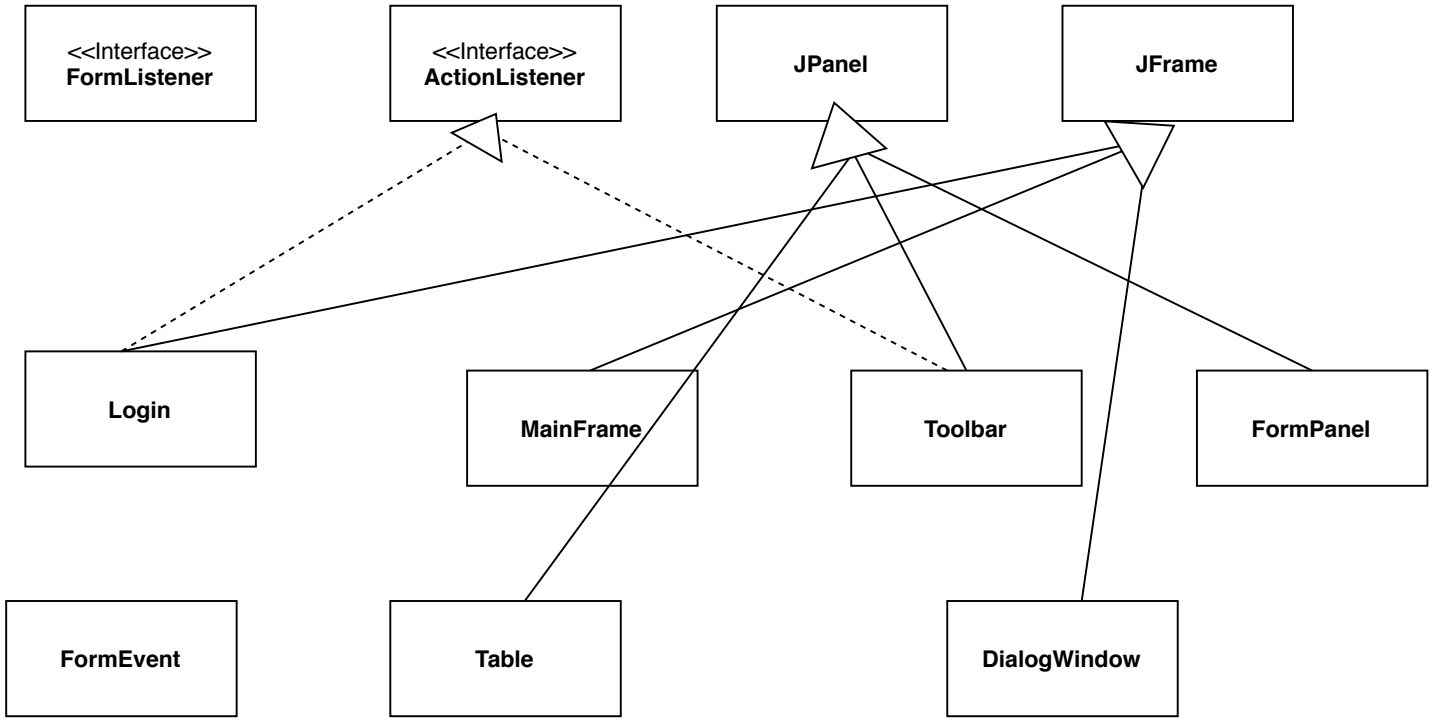 <<Interface>>
FormListener
<<Interface>>
ActionListener
JPanel
JFrame
Login
MainFrame
Toolbar
FormPanel
FormEvent
Table
DialogWindow